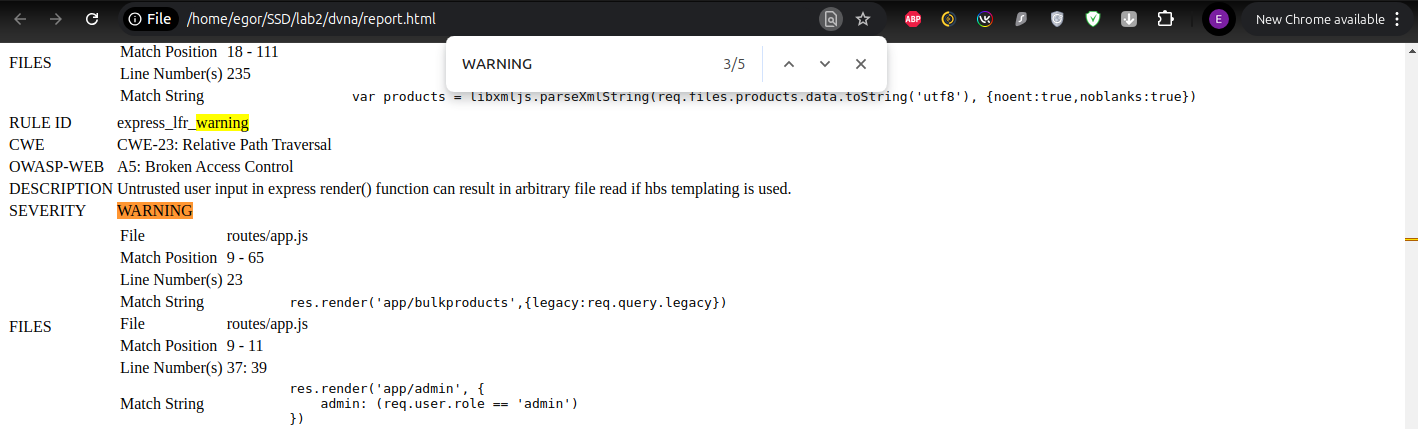 File /home/egor/SSD/lab2/dvna/report.html ABP E New Chrome available
WARNING 3/5
Match Position 18 - 111
FILES
Line Number(s) 235
Match String var products = libxmljs.parseXmlString(req.files.products.data.toString('utf8'), {noent:true,noblanks:true})
RULE ID express_lfr_warning
CWE CWE-23: Relative Path Traversal
OWASP-WEB A5: Broken Access Control
DESCRIPTION Untrusted user input in express render() function can result in arbitrary file read if hbs templating is used.
SEVERITY WARNING
File routes/app.js
Match Position 9 - 65
Line Number(s) 23
Match String res.render('app/bulkproducts',{legacy:req.query.legacy})
FILES File routes/app.js
Match Position 9 - 11
Line Number(s) 37: 39
Match String res.render('app/admin', {
admin: (req.user.role == 'admin')
})